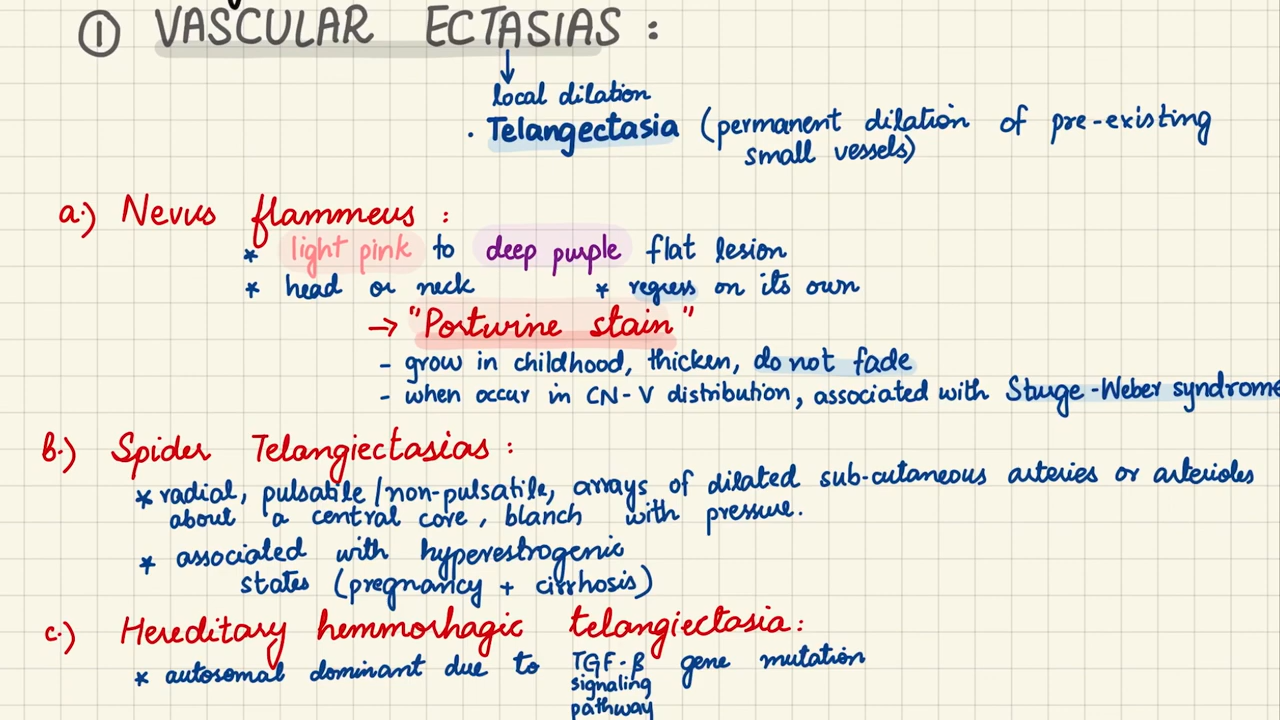 ① VASCULAR ECTASIAS :
↓
local dilation
. Telangectasia (permanent dilation of pre-existing
small vessels)
a.) Nevus flammeus :
* light pink to deep purple flat lesion
* head or neck * regress on its own
→ "Portwine stain"
- grow in childhood, thicken, do not fade
- when occur in CN-V distribution, associated with Stuge-Weber syndrome
b.) Spider Telangiectasias :
* radial, pulsatile/non-pulsatile, arrays of dilated sub-cutaneous arteries or arterioles
about a central core, blanch with pressure.
* associated with hyperestrogenic
states (pregnancy + cirrhosis)
c.) Hereditary hemmorhagic telangiectasia :
* autosomal dominant due to TGF-β gene mutation
signaling
pathway